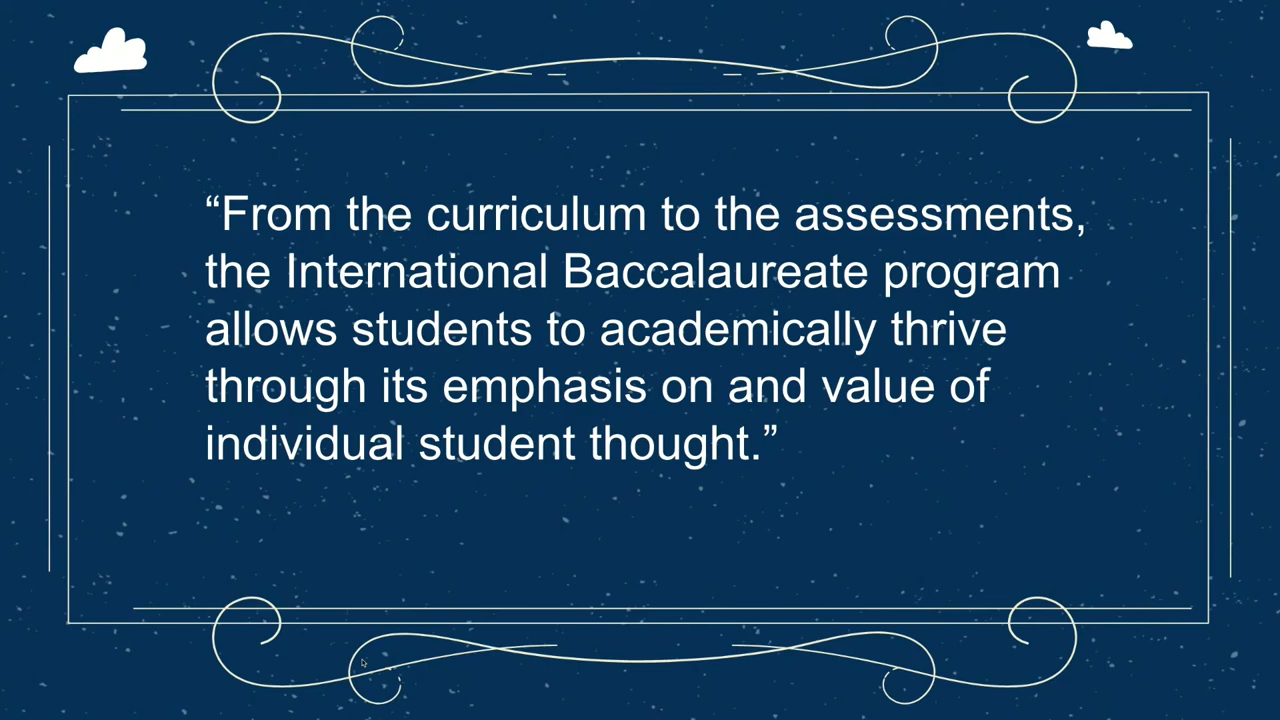 “From the curriculum to the assessments,
the International Baccalaureate program
allows students to academically thrive
through its emphasis on and value of
individual student thought.”